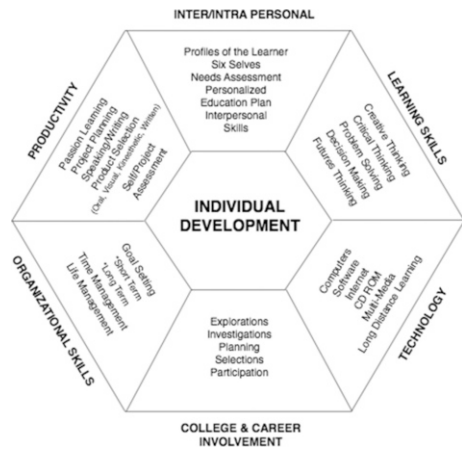 INTER/INTRA PERSONAL
Profiles of the Learner
Six Selves
Needs Assessment
Personalized
Education Plan
Interpersonal
Skills
LEARNING SKILLS
Creative Thinking
Critical Thinking
Problem Solving
Decision Making
Futures Thinking
TECHNOLOGY
Computers
Software
Internet
CD ROM
Multi-Media
Long Distance Learning
COLLEGE & CAREER
INVOLVEMENT
Explorations
Investigations
Planning
Selections
Participation
ORGANIZATIONAL SKILLS
Goal Setting
*Short Term
*Long Term
Time Management
Life Management
PRODUCTIVITY
Passion Learning
Project Planning
Speaking/Writing
Product Selection
(Oral, Visual, Kinesthetic, Written)
Self/Project
Assessment
INDIVIDUAL
DEVELOPMENT